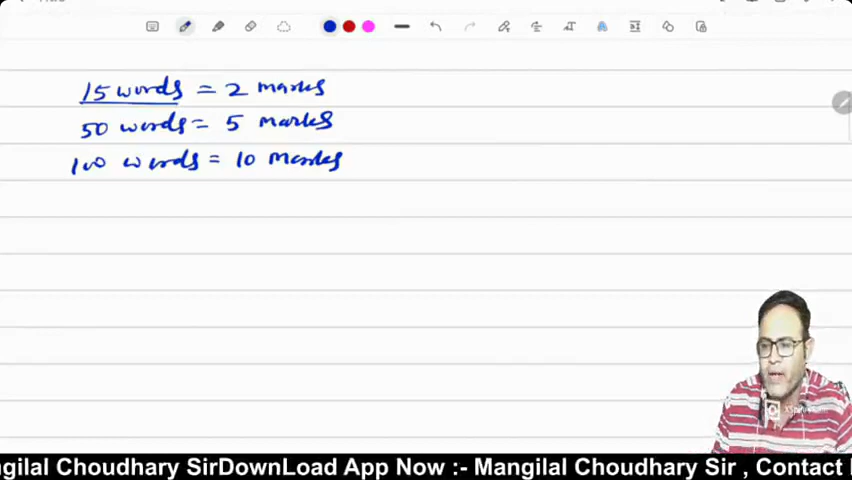 15 words = 2 marks
50 words = 5 marks
100 words = 10 marks
gilal Choudhary SirDownLoad App Now :- Mangilal Choudhary Sir , Contact